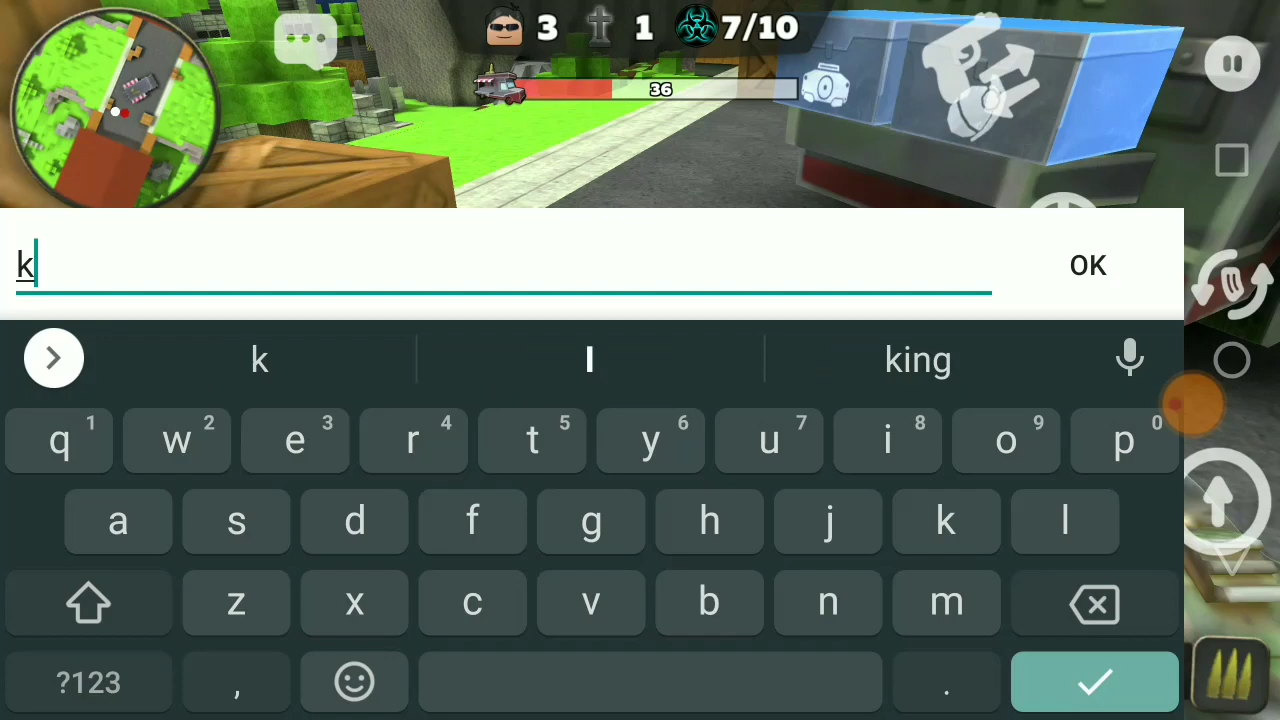 3 1 7/10
36
k
OK
k I king
q 1 w 2 e 3 r 4 t 5 y 6 u 7 i 8 o 9 p 0
a s d f g h j k l
z x c v b n m
?123 , .